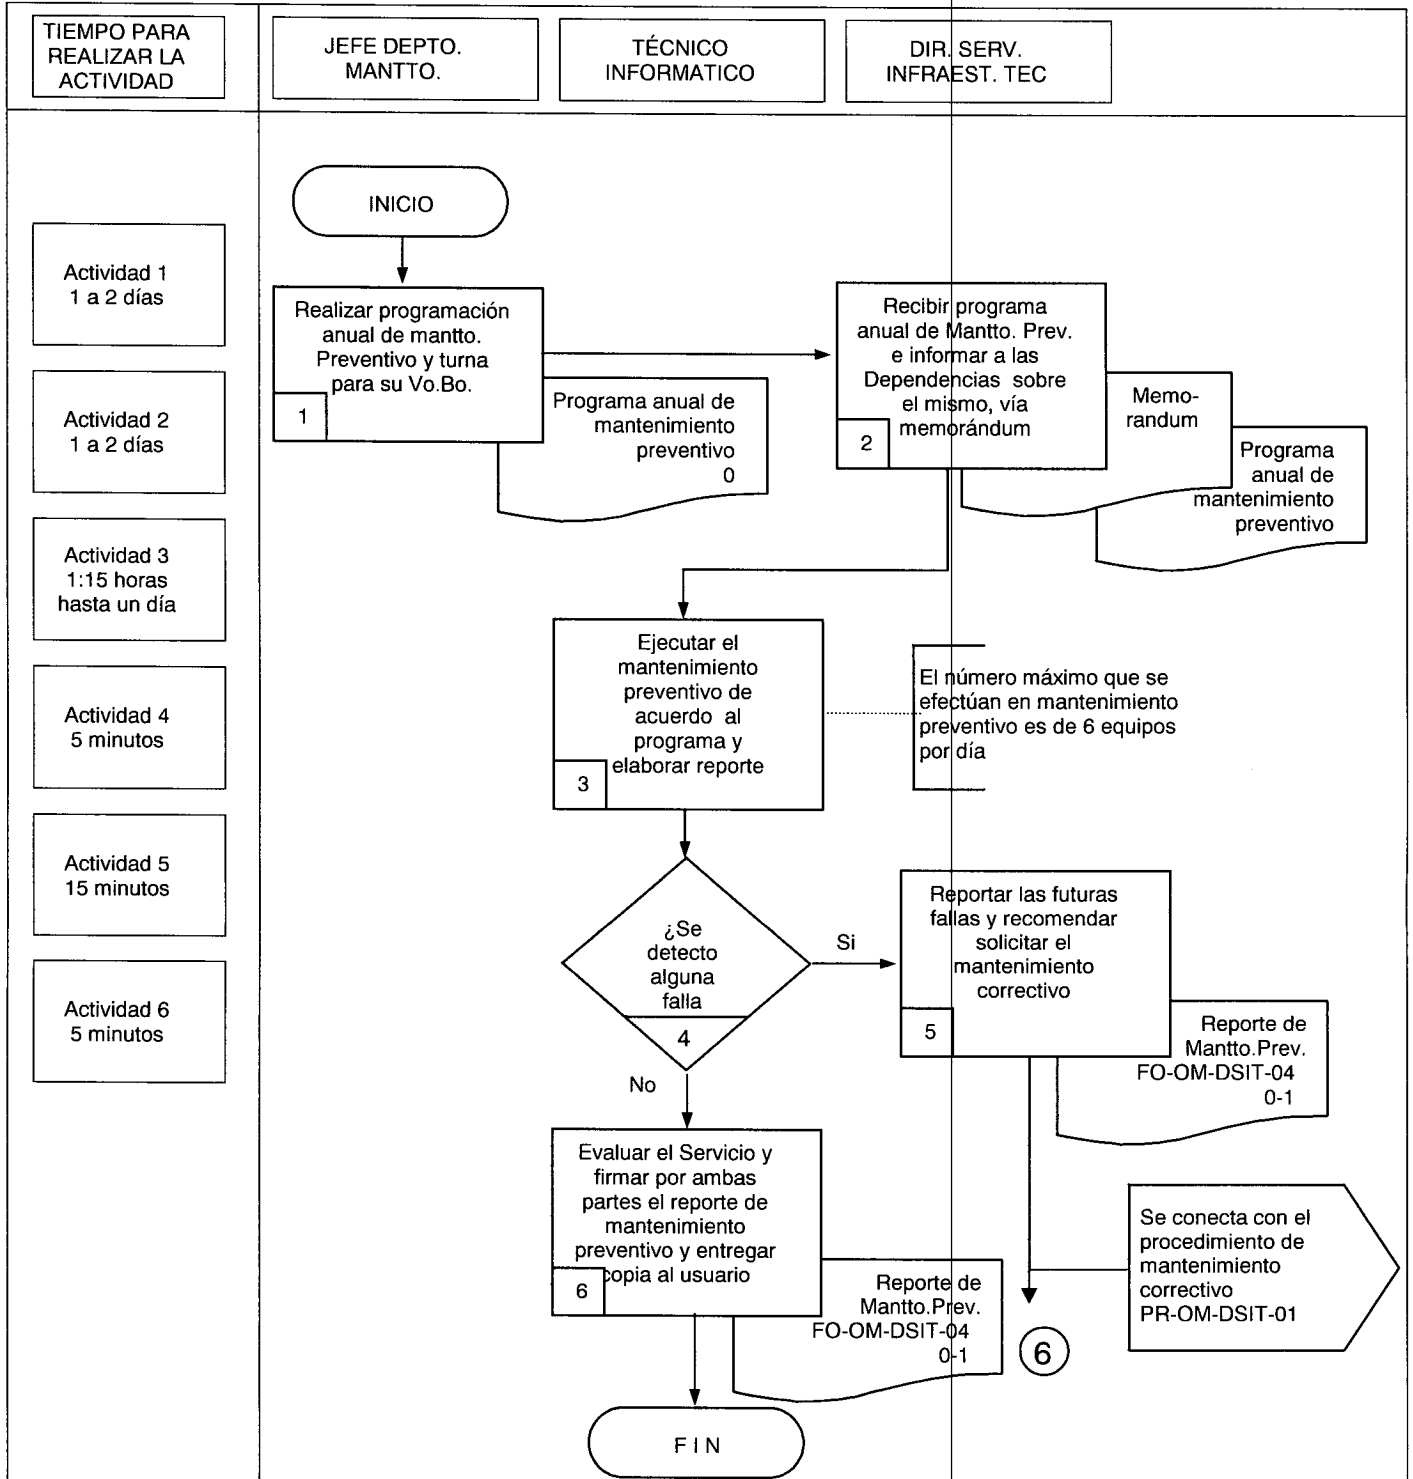 TIEMPO PARA
REALIZAR LA
ACTIVIDAD
JEFE DEPTO.
MANTTO.
TÉCNICO
INFORMATICO
DIR. SERV.
INFRAEST. TEC
INICIO
Actividad 1
1 a 2 días
Realizar programación
anual de mantto.
Preventivo y turna
para su Vo.Bo.
1
Programa anual de
mantenimiento
preventivo
0
Recibir programa
anual de Mantto. Prev.
e informar a las
Dependencias sobre
el mismo, vía
memorándum
2
Memo-
randum
Programa
anual de
mantenimiento
preventivo
Actividad 2
1 a 2 días
Actividad 3
1:15 horas
hasta un día
Ejecutar el
mantenimiento
preventivo de
acuerdo al
programa y
elaborar reporte
3
El número máximo que se
efectúan en mantenimiento
preventivo es de 6 equipos
por día
Actividad 4
5 minutos
¿Se
detecto
alguna
falla
4
Si
No
Actividad 5
15 minutos
Reportar las futuras
fallas y recomendar
solicitar el
mantenimiento
correctivo
5
Reporte de
Mantto.Prev.
FO-OM-DSIT-04
0-1
Actividad 6
5 minutos
Evaluar el Servicio y
firmar por ambas
partes el reporte de
mantenimiento
preventivo y entregar
copia al usuario
6
Reporte de
Mantto.Prev.
FO-OM-DSIT-04
0-1
6
Se conecta con el
procedimiento de
mantenimiento
correctivo
PR-OM-DSIT-01
F I N